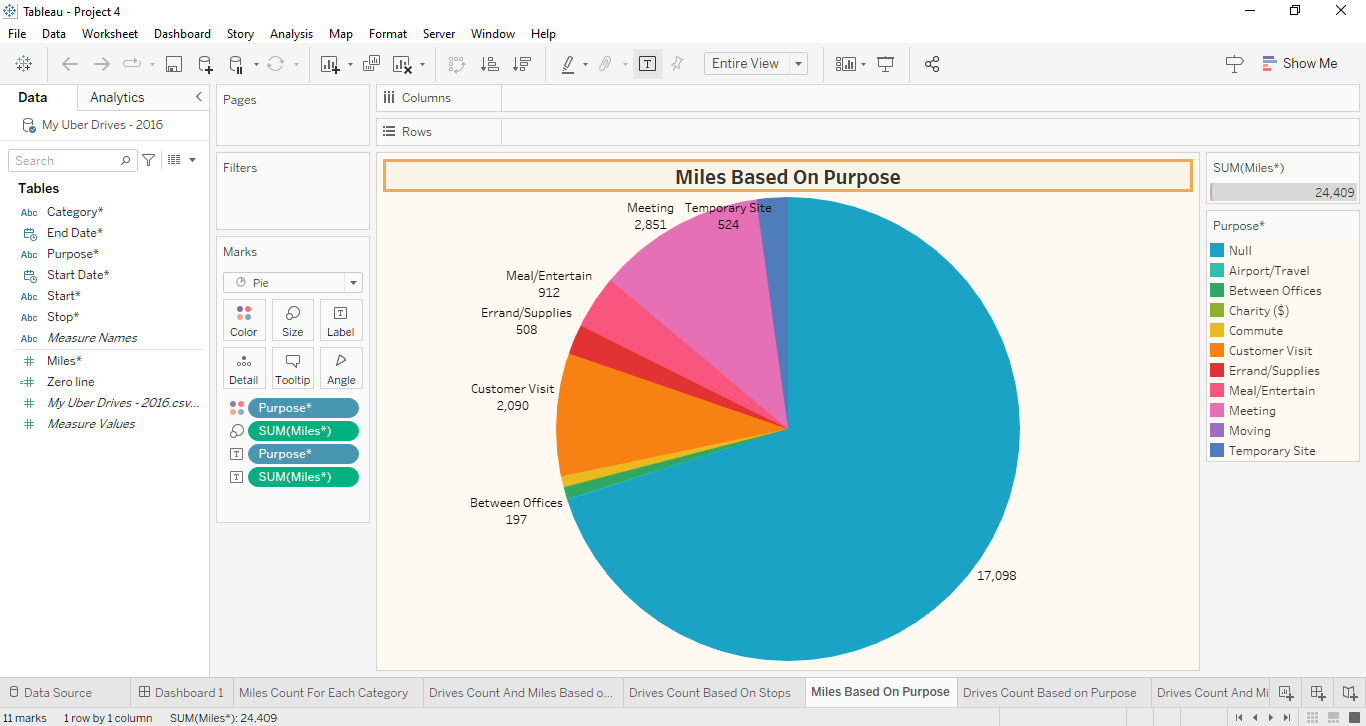 Tableau - Project 4
File Data Worksheet Dashboard Story Analysis Map Format Server Window Help
Entire View
Show Me
Data Analytics
My Uber Drives - 2016
Search
Tables
Abc Category*
End Date*
Abc Purpose*
Start Date*
Abc Start*
Abc Stop*
Abc Measure Names
# Miles*
=# Zero line
# My Uber Drives - 2016.csv...
# Measure Values
Pages
Filters
Marks
Pie
Color Size Label
Detail Tooltip Angle
Purpose*
SUM(Miles*)
Purpose*
SUM(Miles*)
Columns
Rows
Miles Based On Purpose
Meeting
2,851
Temporary Site
524
Meal/Entertain
912
Errand/Supplies
508
Customer Visit
2,090
Between Offices
197
17,098
SUM(Miles*)
24,409
Purpose*
Null
Airport/Travel
Between Offices
Charity ($)
Commute
Customer Visit
Errand/Supplies
Meal/Entertain
Meeting
Moving
Temporary Site
Data Source Dashboard 1 Miles Count For Each Category Drives Count And Miles Based o... Drives Count Based On Stops Miles Based On Purpose Drives Count Based on Purpose Drives Count And Mi
11 marks 1 row by 1 column SUM(Miles*): 24,409